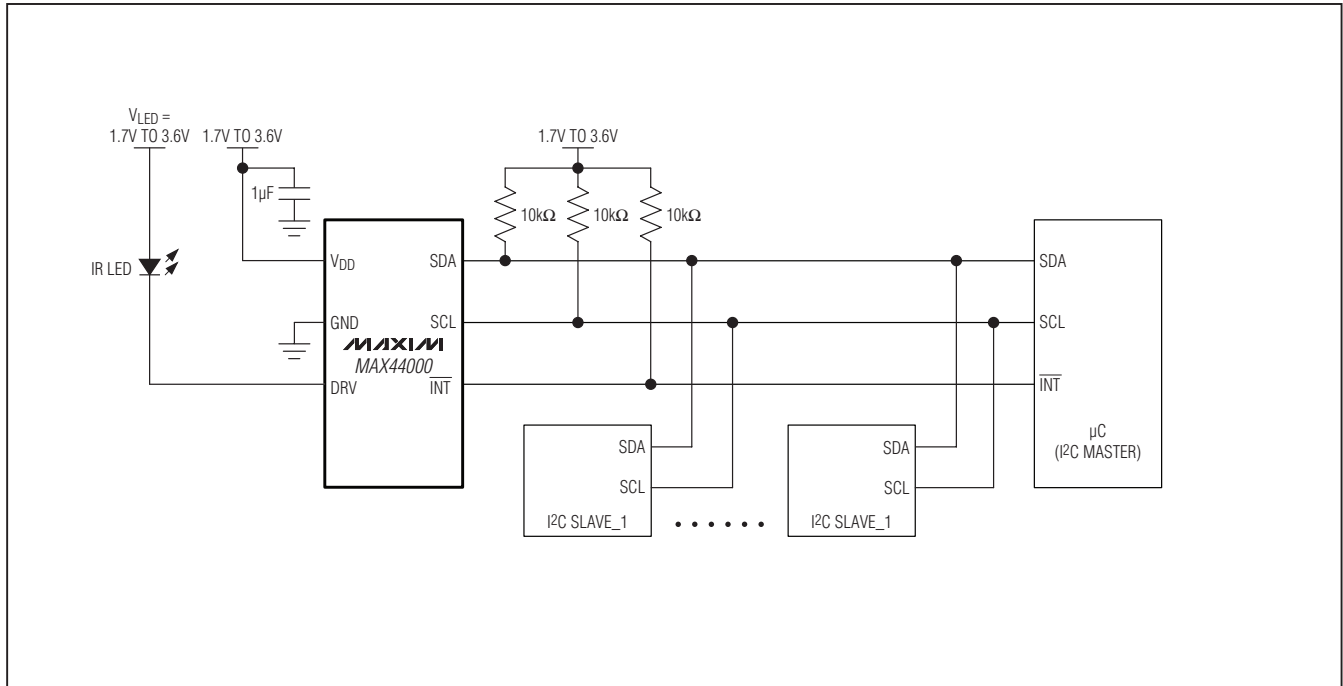 VLED =
1.7V TO 3.6V
1.7V TO 3.6V
1.7V TO 3.6V
1µF
10kΩ
10kΩ
10kΩ
IR LED
VDD
SDA
GND
SCL
MAXIM
MAX44000
DRV
INT
SDA
SCL
INT
µC
(I²C MASTER)
SDA
SCL
I²C SLAVE_1
......
SDA
SCL
I²C SLAVE_1